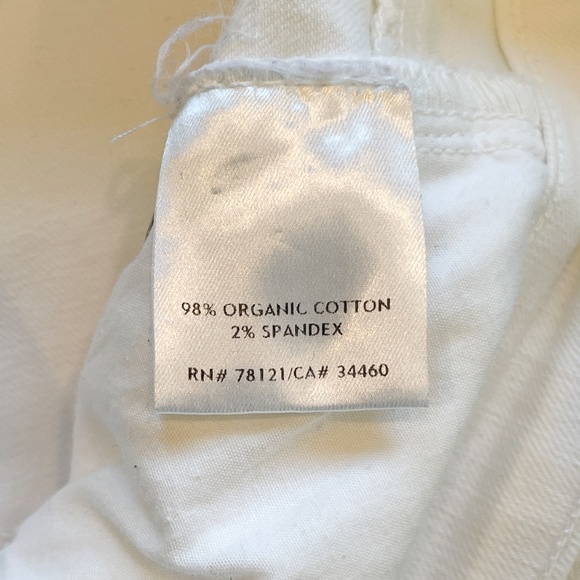 98% ORGANIC COTTON
2% SPANDEX
RN# 78121/CA# 34460